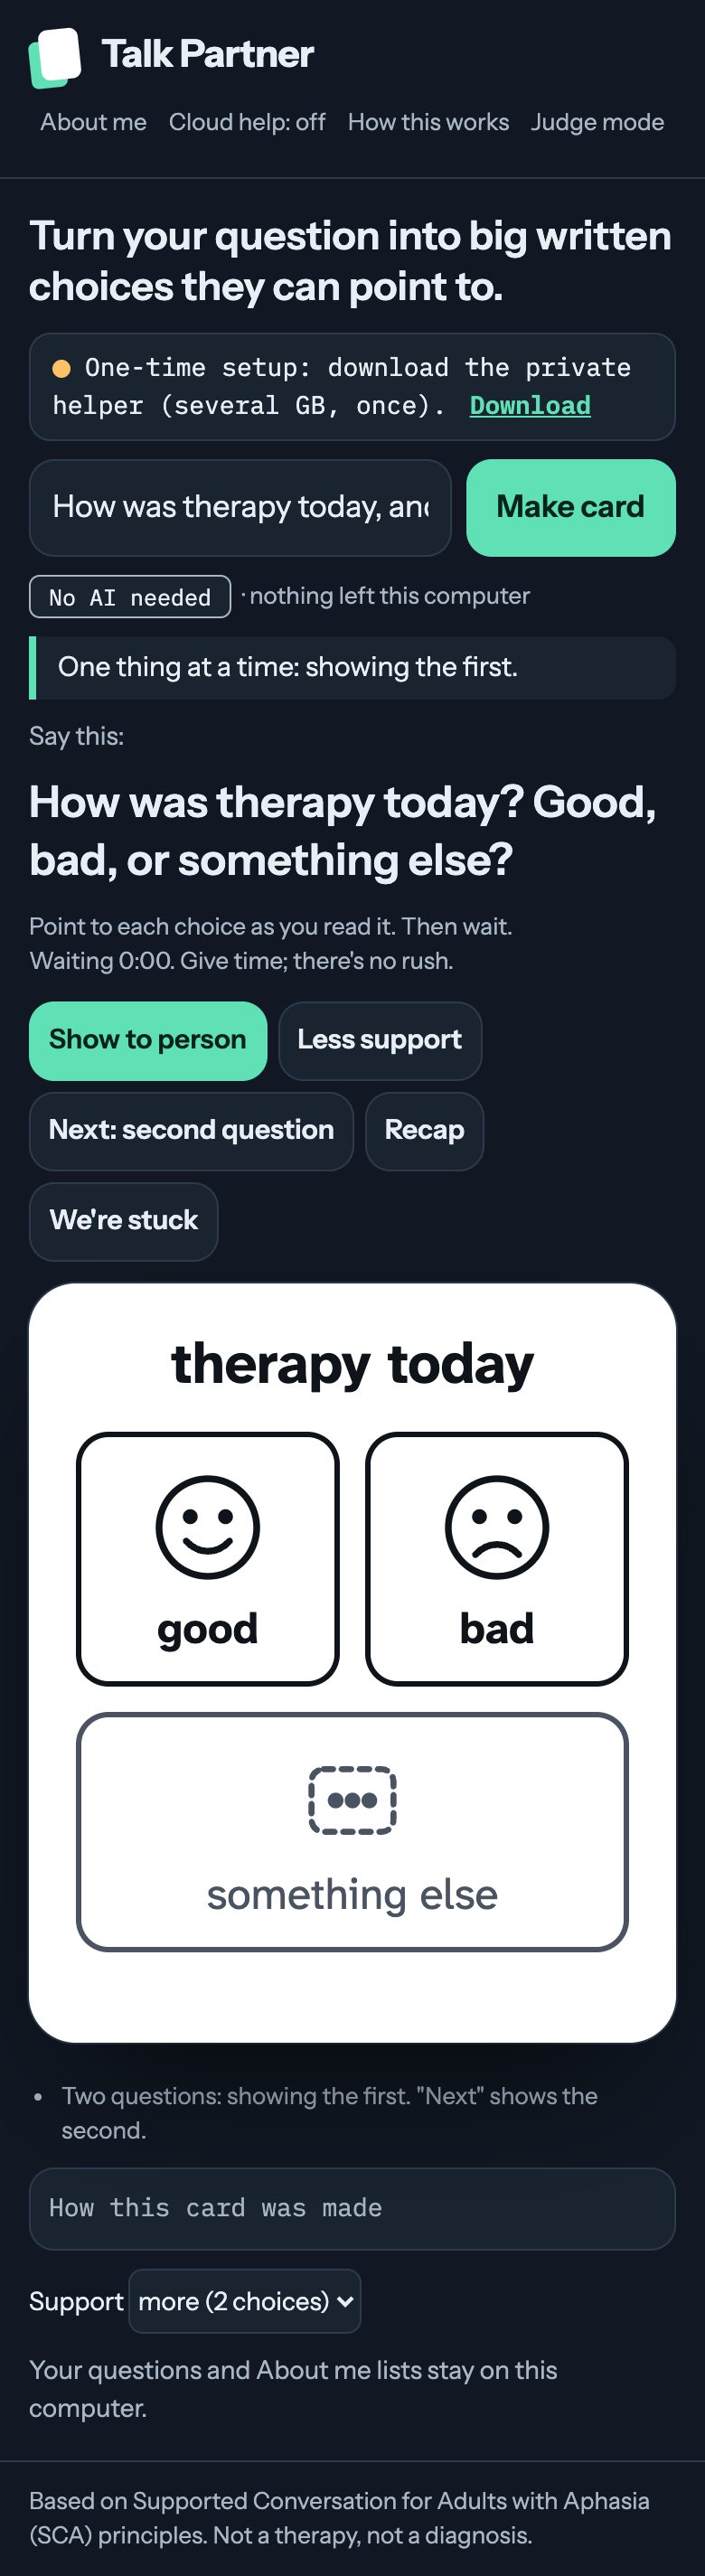 Talk Partner
About me Cloud help: off How this works Judge mode
Turn your question into big written
choices they can point to.
One-time setup: download the private
helper (several GB, once). Download
How was therapy today, and
Make card
No AI needed · nothing left this computer
One thing at a time: showing the first.
Say this:
How was therapy today? Good,
bad, or something else?
Point to each choice as you read it. Then wait.
Waiting 0:00. Give time; there's no rush.
Show to person Less support
Next: second question Recap
We're stuck
therapy today
good bad
something else
• Two questions: showing the first. "Next" shows the
second.
How this card was made
Support more (2 choices)
Your questions and About me lists stay on this
computer.
Based on Supported Conversation for Adults with Aphasia
(SCA) principles. Not a therapy, not a diagnosis.